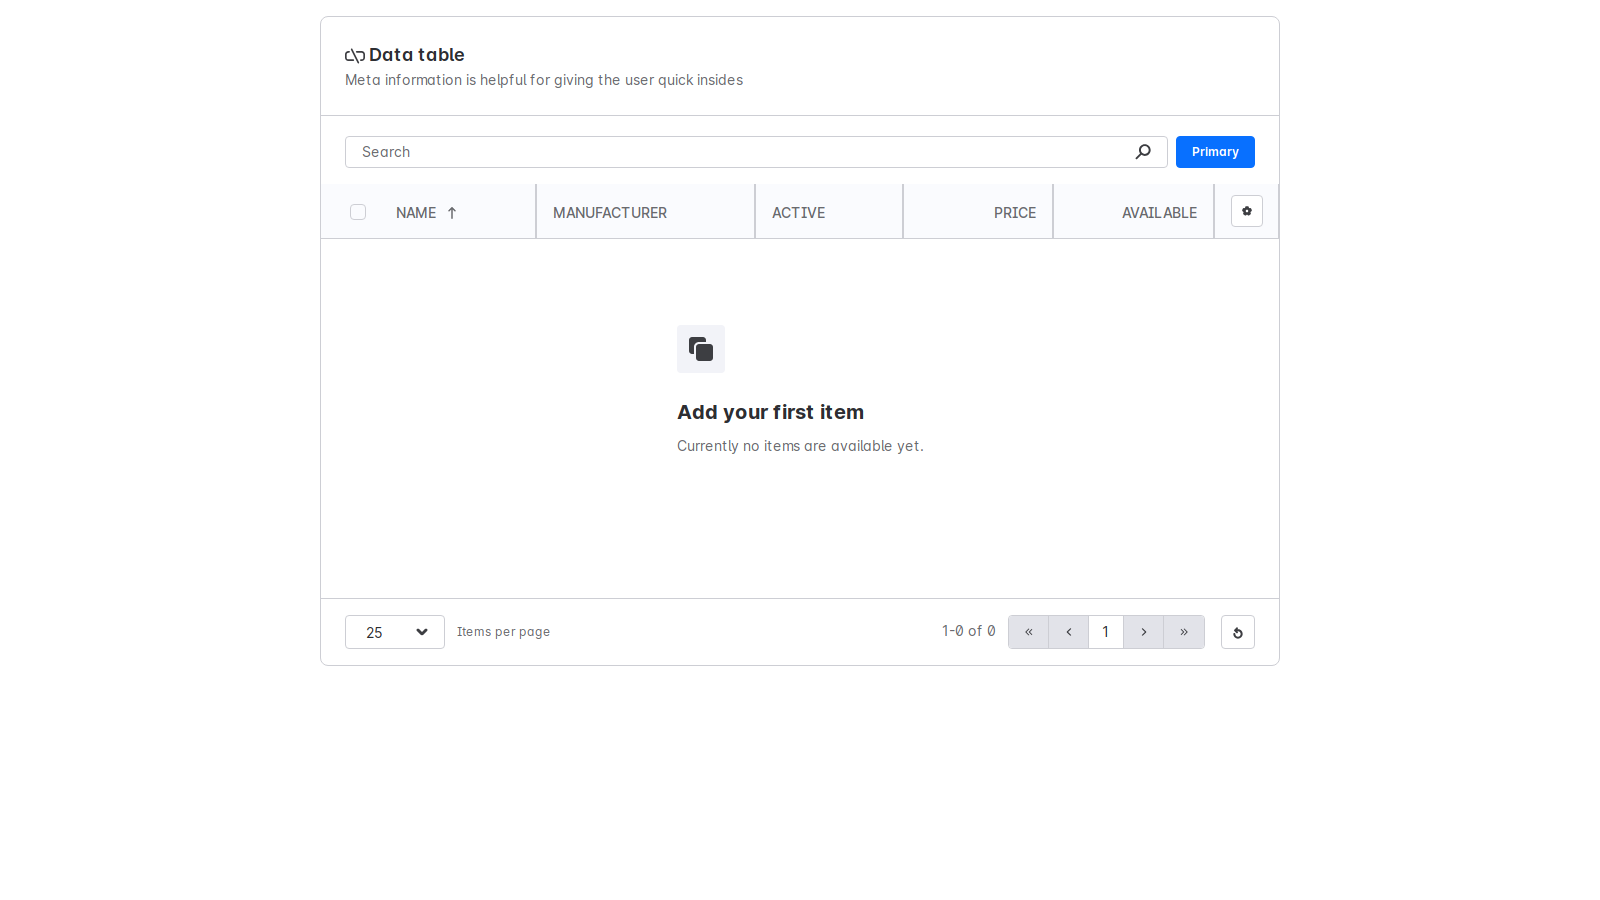 Data table
Meta information is helpful for giving the user quick insides
Search
Primary
NAME
MANUFACTURER
ACTIVE
PRICE
AVAILABLE
Add your first item
Currently no items are available yet.
25
Items per page
1-0 of 0
«
‹
1
›
»